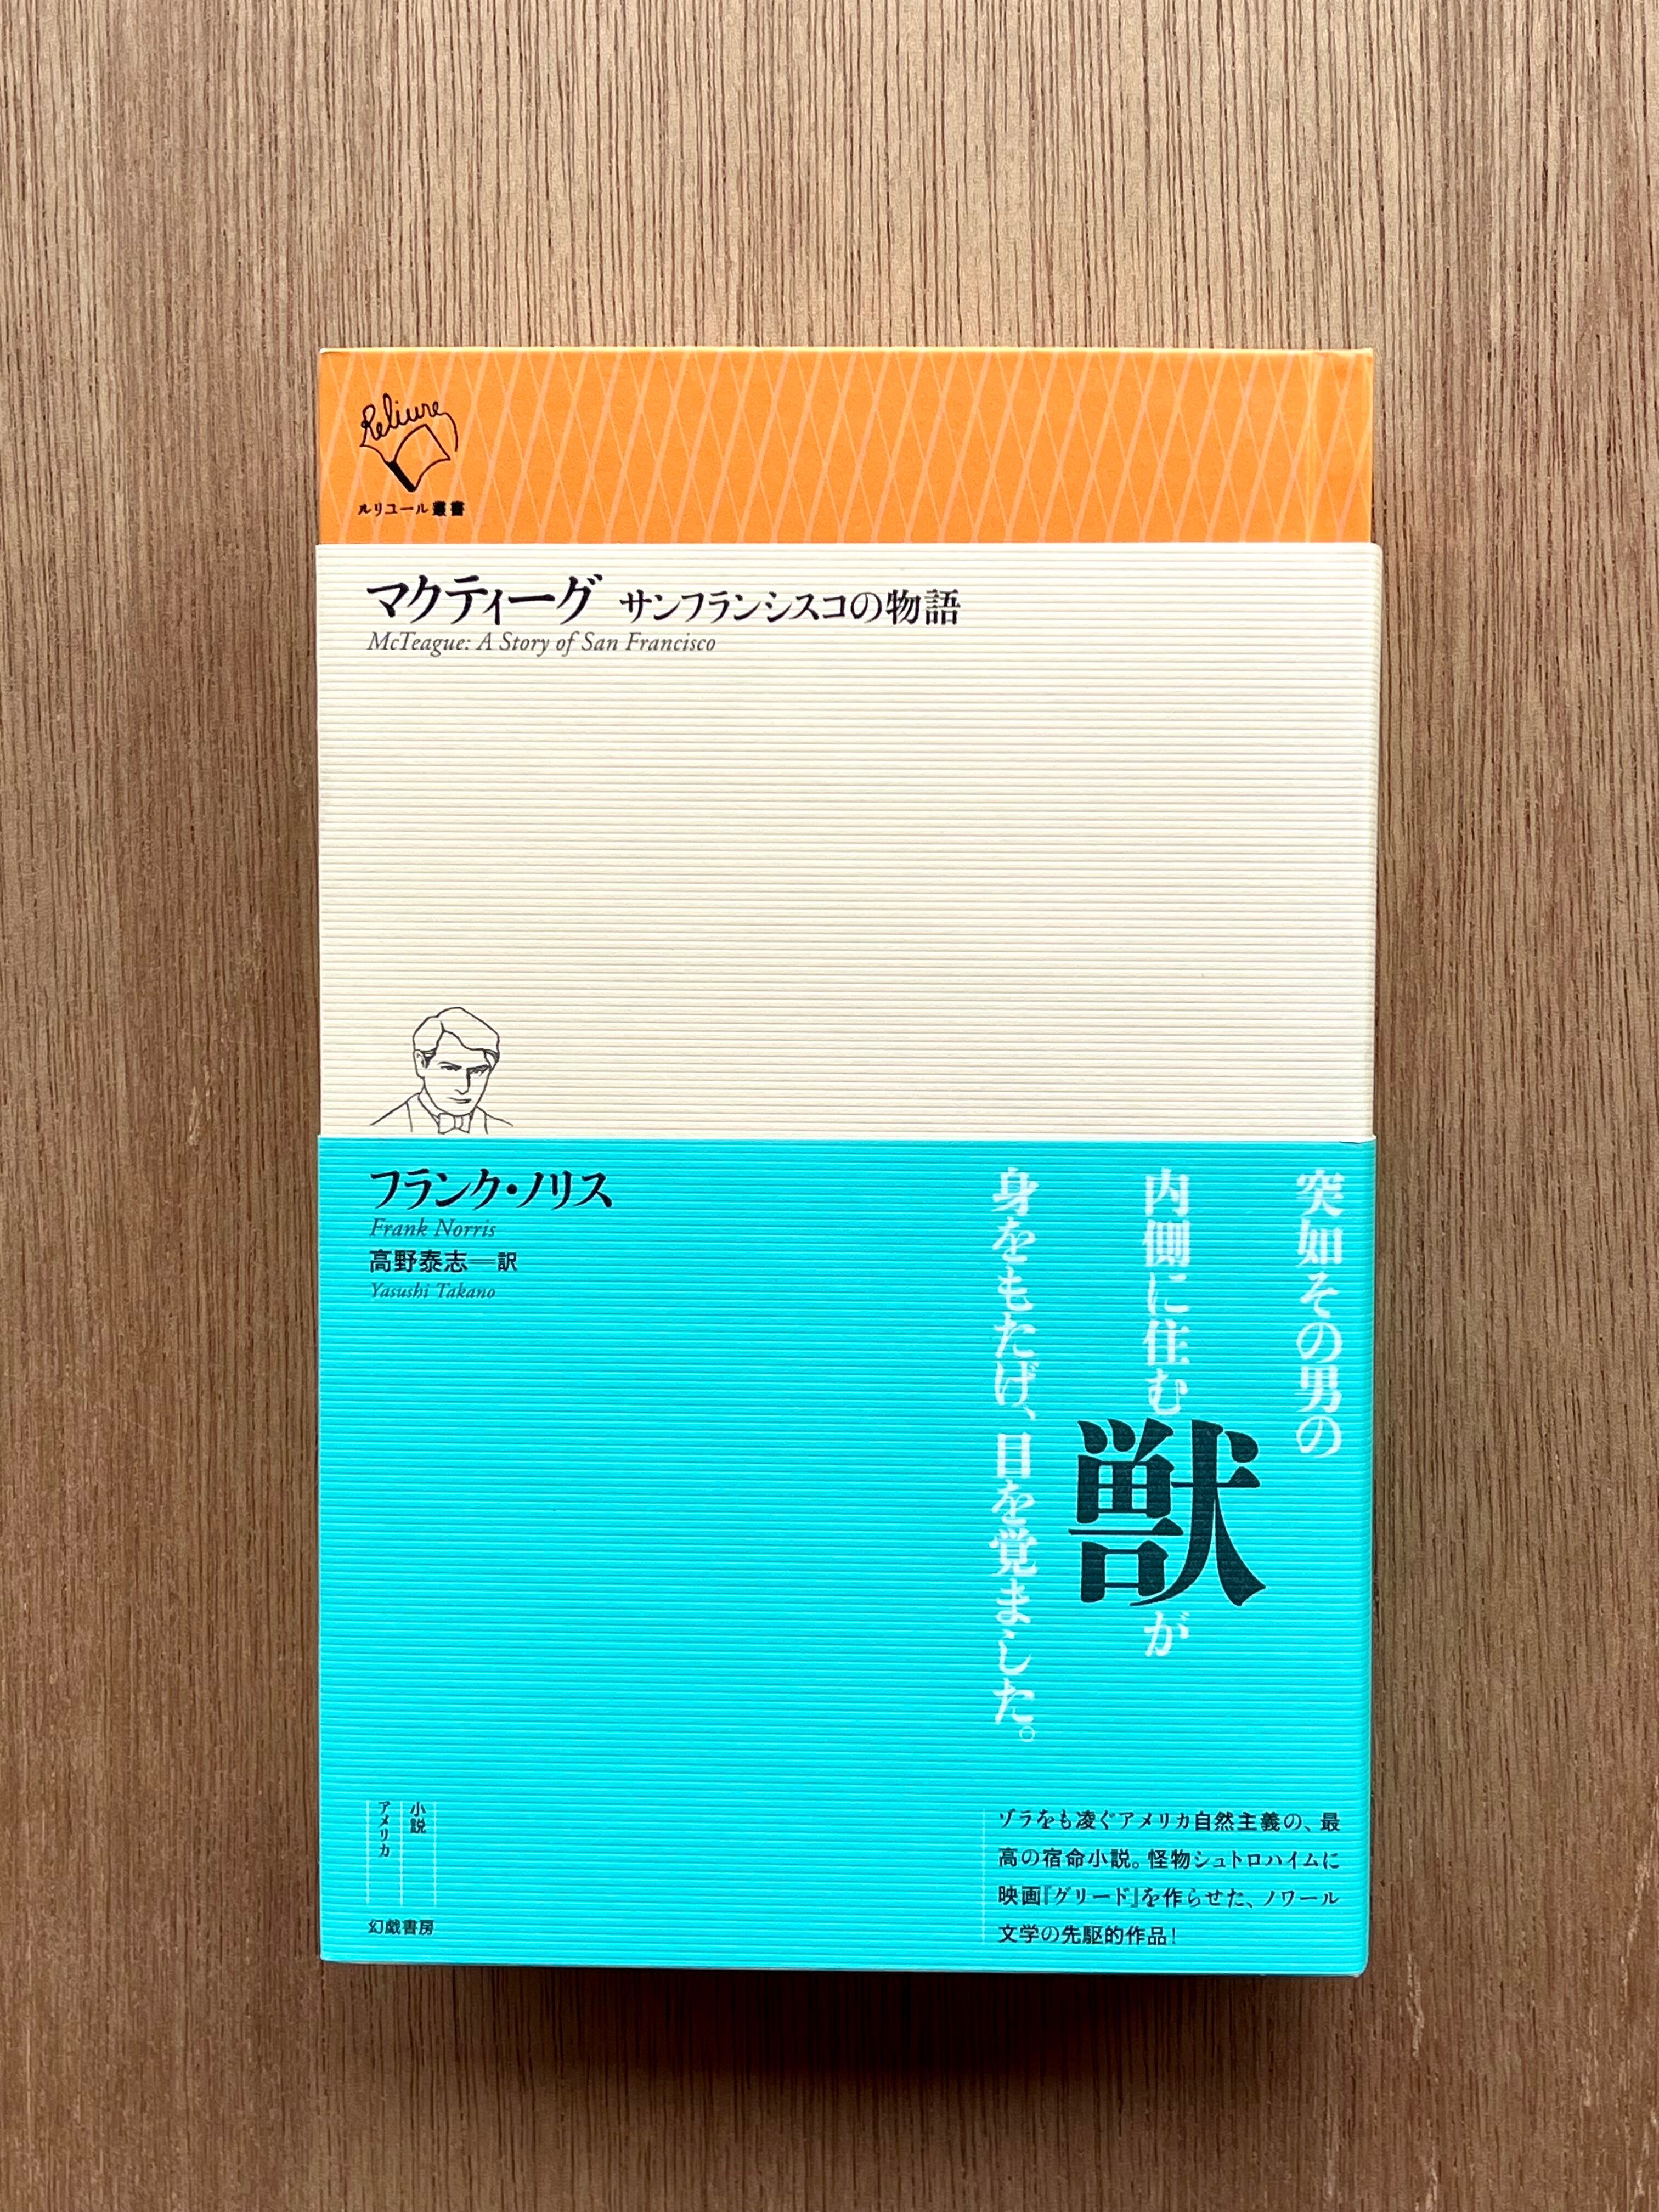 Reliure
ルリユール叢書
マクティーグ サンフランシスコの物語
McTeague: A Story of San Francisco
フランク・ノリス
Frank Norris
高野泰志—訳
Yasushi Takano
突如その男の
内側に住む獣が
身をもたげ、目を覚ました。
小説
アメリカ
幻戯書房
ゾラをも凌ぐアメリカ自然主義の、最
高の宿命小説。怪物シュトロハイムに
映画『グリード』を作らせた、ノワール
文学の先駆的作品!